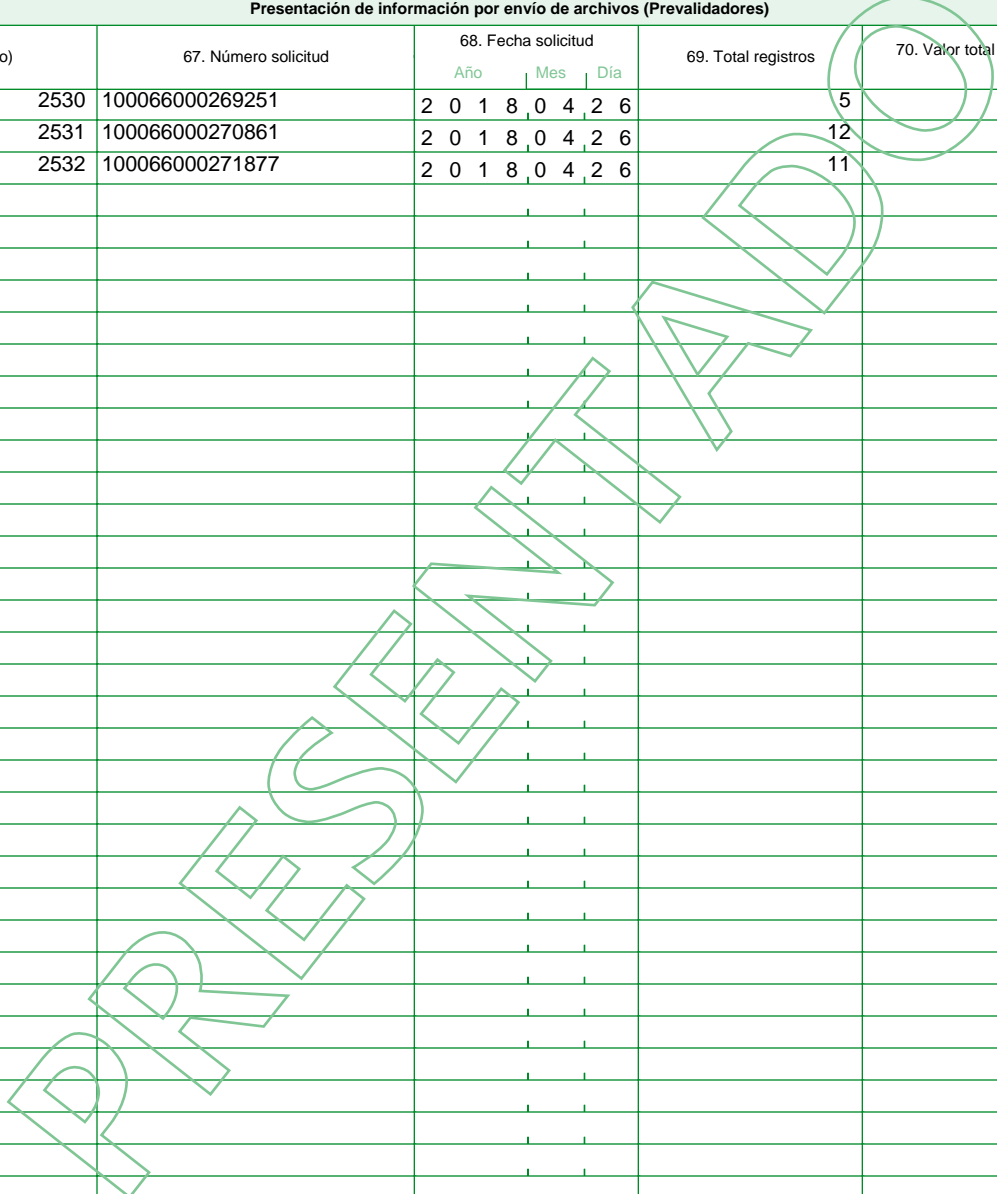 Presentación de información por envío de archivos (Prevalidadores)
o) 67. Número solicitud 68. Fecha solicitud 69. Total registros 70. Valor total
Año Mes Día
2530 100066000269251 2 0 1 8 0 4 2 6 5
2531 100066000270861 2 0 1 8 0 4 2 6 12
2532 100066000271877 2 0 1 8 0 4 2 6 11
PRESENTADO